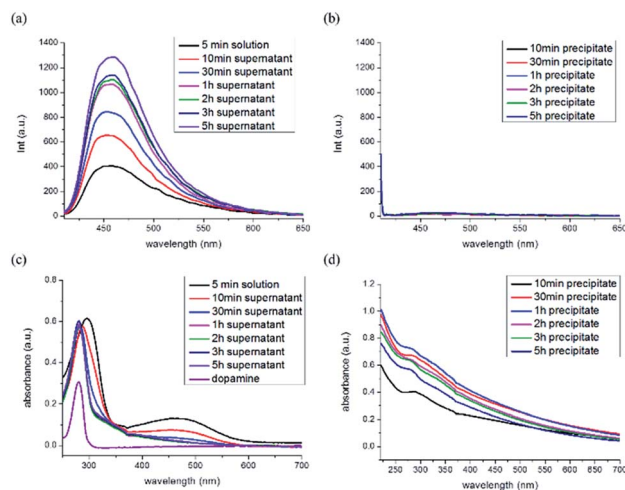 (a)
(b)
1400
1200
1000
800
600
400
200
0
Int (a.u.)
5 min solution
10min supernatant
30min supernatant
1h supernatant
2h supernatant
3h supernatant
5h supernatant
450 500 550 600 650
wavelength (nm)
1400
1200
1000
800
600
400
200
0
Int (a.u.)
10min precipitate
30min precipitate
1h precipitate
2h precipitate
3h precipitate
5h precipitate
450 500 550 600 650
wavelength (nm)
(c)
(d)
0.8
0.6
0.4
0.2
0.0
absorbance (a.u.)
5 min solution
10min supernatant
30min supernatant
1h supernatant
2h supernatant
3h supernatant
5h supernatant
dopamine
300 400 500 600 700
wavelength (nm)
1.2
1.0
0.8
0.6
0.4
0.2
0.0
absorbance (a.u.)
10min precipitate
30min precipitate
1h precipitate
2h precipitate
3h precipitate
5h precipitate
250 300 350 400 450 500 550 600 650 700
wavelength (nm)